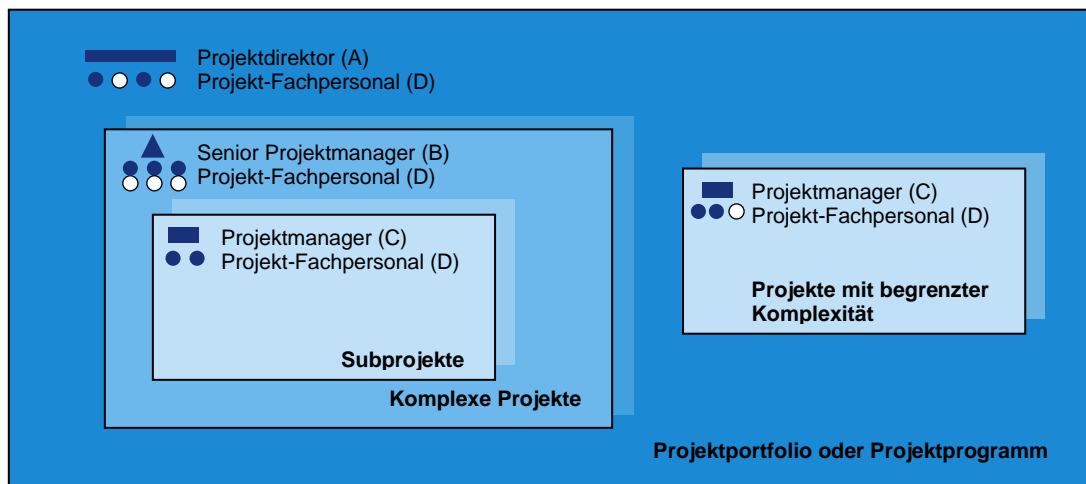 Projektdirektor (A)
Projekt-Fachpersonal (D)
Senior Projektmanager (B)
Projekt-Fachpersonal (D)
Projektmanager (C)
Projekt-Fachpersonal (D)
Subprojekte
Komplexe Projekte
Projektmanager (C)
Projekt-Fachpersonal (D)
Projekte mit begrenzter
Komplexität
Projektportfolio oder Projektprogramm